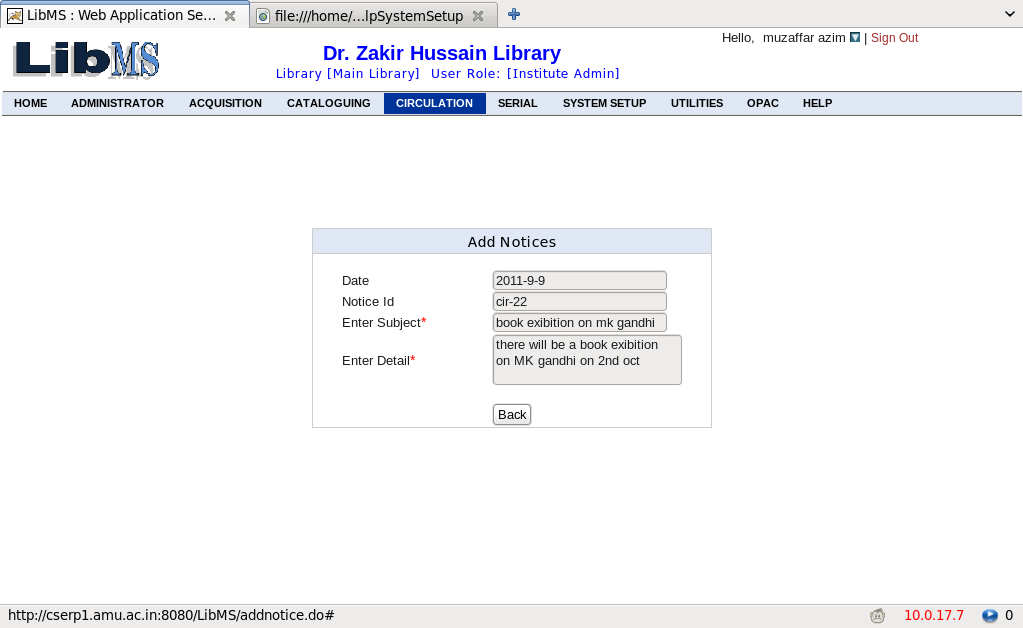 LibMS : Web Application Se...
file:///home/...lpSystemSetup
LibMS
Dr. Zakir Hussain Library
Library [Main Library] User Role: [Institute Admin]
Hello, muzaffar azim | Sign Out
HOME ADMINISTRATOR ACQUISITION CATALOGUING CIRCULATION SERIAL SYSTEM SETUP UTILITIES OPAC HELP
Add Notices
Date 2011-9-9
Notice Id cir-22
Enter Subject* book exibition on mk gandhi
Enter Detail* there will be a book exibition
on MK gandhi on 2nd oct
Back
http://cserp1.amu.ac.in:8080/LibMS/addnotice.do# 10.0.17.7 0